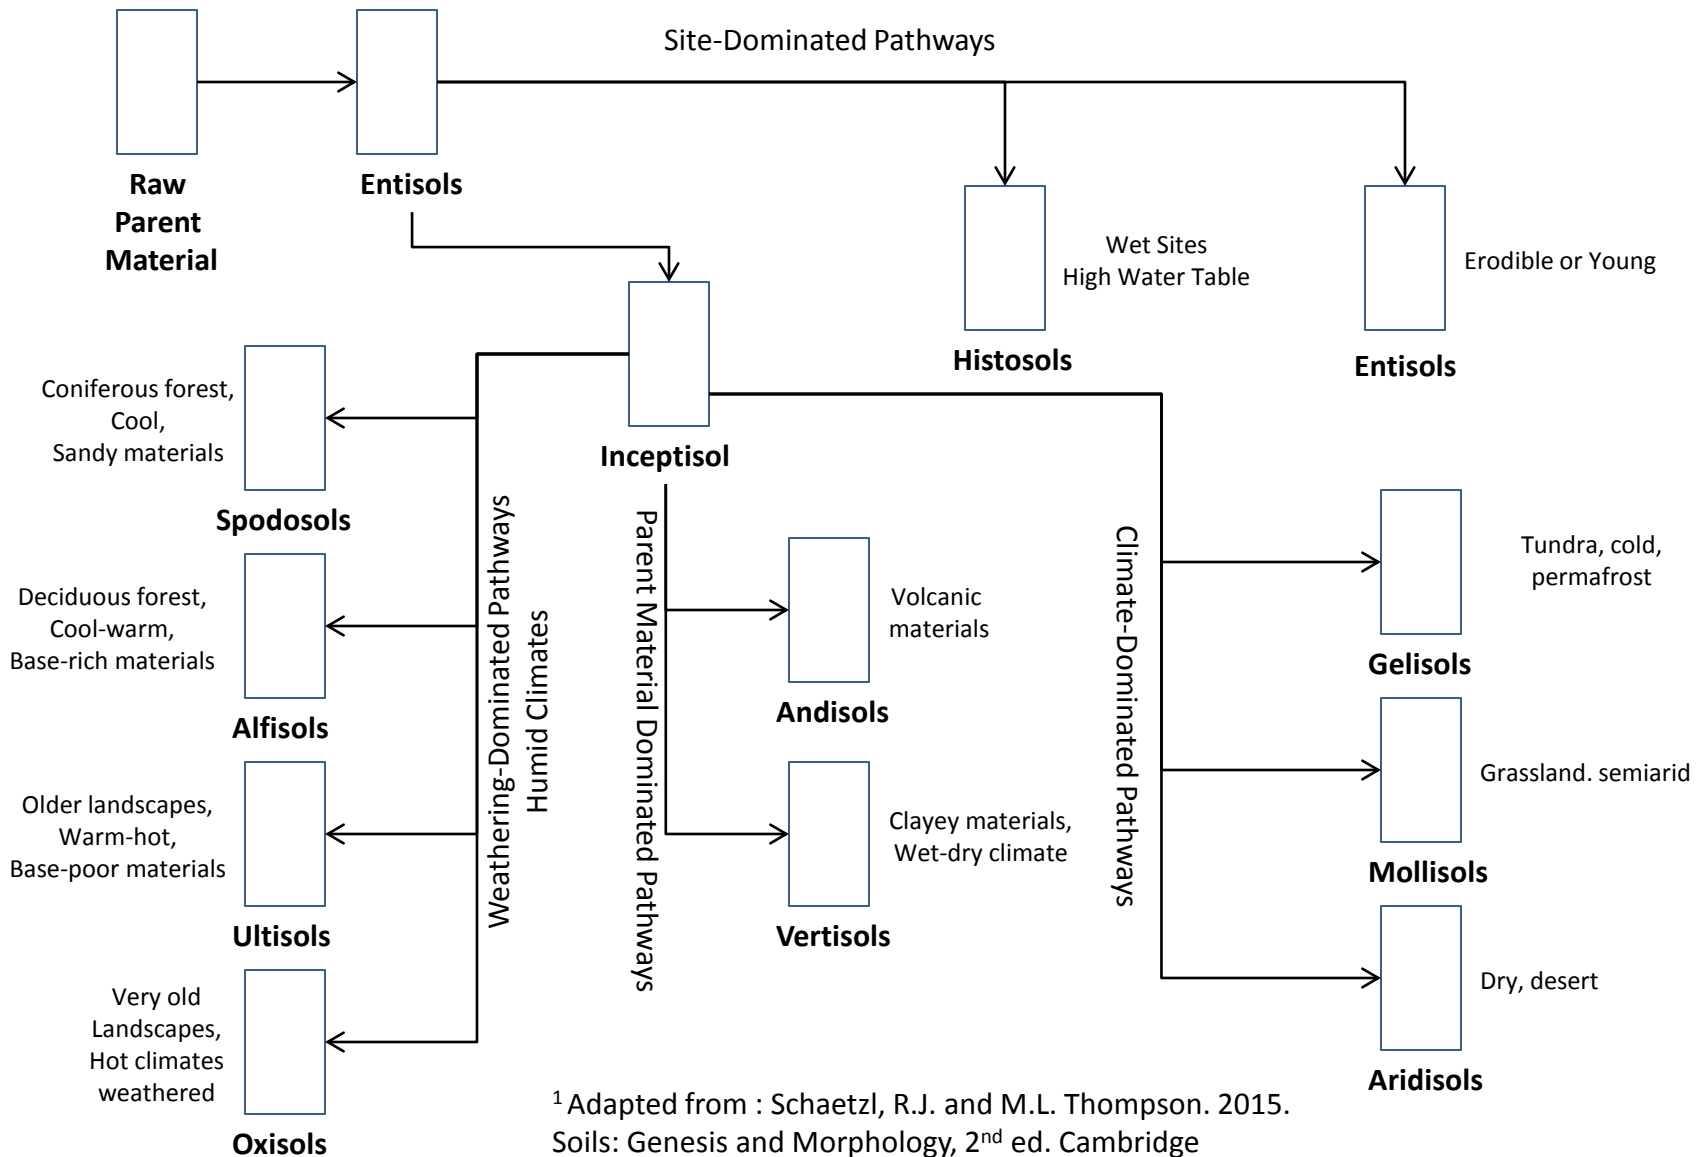 Site-Dominated Pathways
Raw
Parent
Material
Entisols
Wet Sites
High Water Table
Histosols
Erodible or Young
Entisols
Inceptisol
Coniferous forest,
Cool,
Sandy materials
Spodosols
Deciduous forest,
Cool-warm,
Base-rich materials
Alfisols
Older landscapes,
Warm-hot,
Base-poor materials
Ultisols
Very old
Landscapes,
Hot climates
weathered
Oxisols
Weathering-Dominated Pathways
Humid Climates
Parent Material Dominated Pathways
Volcanic
materials
Andisols
Clayey materials,
Wet-dry climate
Vertisols
Climate-Dominated Pathways
Tundra, cold,
permafrost
Gelisols
Grassland. semiarid
Mollisols
Dry, desert
Aridisols
1 Adapted from : Schaetzl, R.J. and M.L. Thompson. 2015.
Soils: Genesis and Morphology, 2nd ed. Cambridge